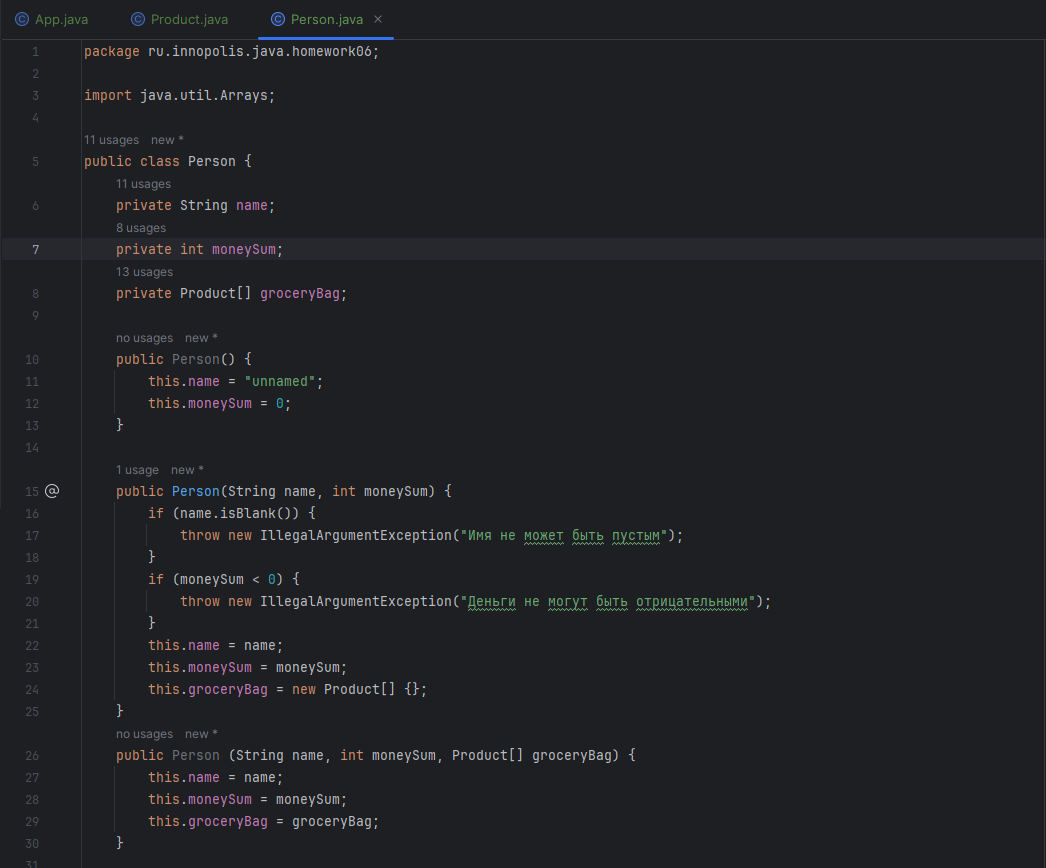 App.java Product.java Person.java ×
1 package ru.innopolis.java.homework06;
2
3 import java.util.Arrays;
4
11 usages new *
5 public class Person {
11 usages
6 private String name;
8 usages
7 private int moneySum;
13 usages
8 private Product[] groceryBag;
9
no usages new *
10 public Person() {
11 this.name = "unnamed";
12 this.moneySum = 0;
13 }
14
1 usage new *
15 @ public Person(String name, int moneySum) {
16 if (name.isBlank()) {
17 throw new IllegalArgumentException("Имя не может быть пустым");
18 }
19 if (moneySum < 0) {
20 throw new IllegalArgumentException("Деньги не могут быть отрицательными");
21 }
22 this.name = name;
23 this.moneySum = moneySum;
24 this.groceryBag = new Product[] {};
25 }
no usages new *
26 public Person (String name, int moneySum, Product[] groceryBag) {
27 this.name = name;
28 this.moneySum = moneySum;
29 this.groceryBag = groceryBag;
30 }
31